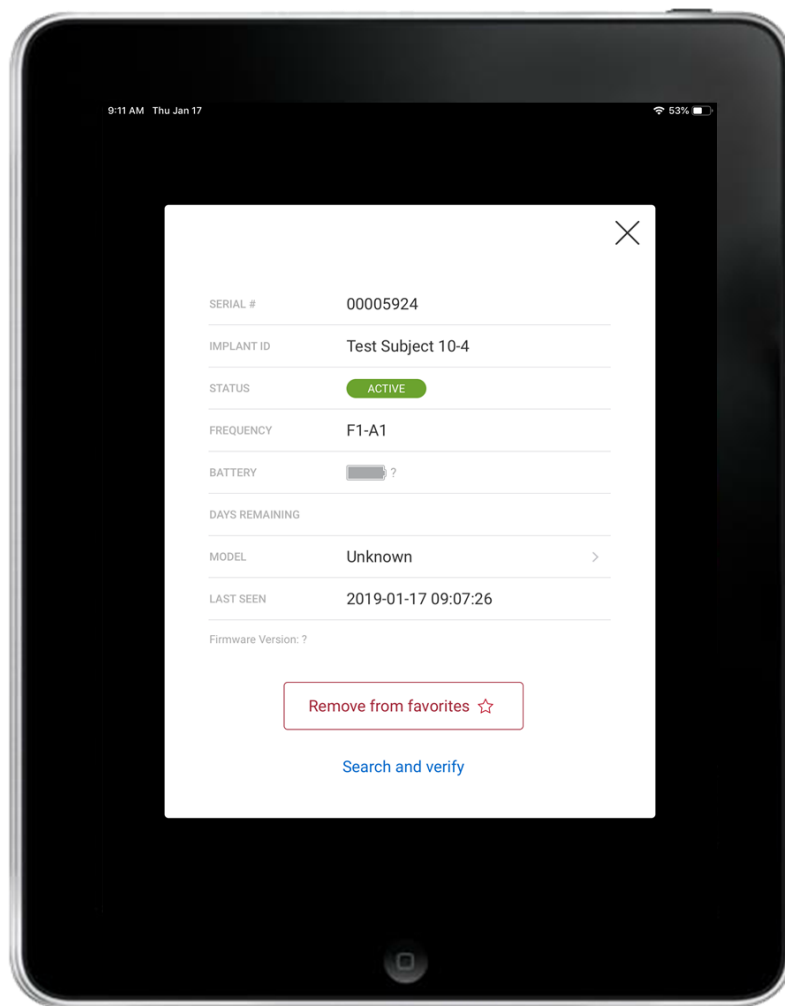 9:11 AM Thu Jan 17 53%
SERIAL # 00005924
IMPLANT ID Test Subject 10-4
STATUS ACTIVE
FREQUENCY F1-A1
BATTERY ?
DAYS REMAINING
MODEL Unknown
LAST SEEN 2019-01-17 09:07:26
Firmware Version: ?
Remove from favorites
Search and verify